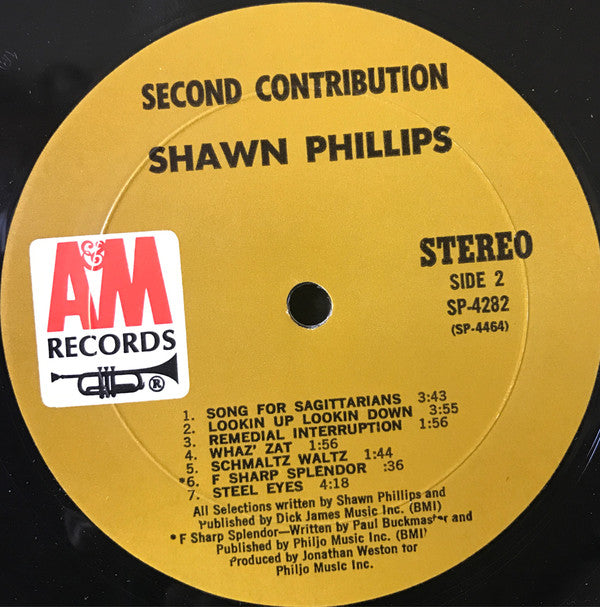 SECOND CONTRIBUTION
SHAWN PHILLIPS
A&M
RECORDS
®
STEREO
SIDE 2
SP-4282
(SP-4464)
1. SONG FOR SAGITTARIANS 3:43
2. LOOKIN UP LOOKIN DOWN 3:55
3. REMEDIAL INTERRUPTION 1:56
4. WHAZ' ZAT 1:56
5. SCHMALTZ WALTZ 1:44
*6. F SHARP SPLENDOR :36
7. STEEL EYES 4:18
All Selections written by Shawn Phillips and
Published by Dick James Music Inc. (BMI)
*F Sharp Splendor—Written by Paul Buckmaster and
Published by Philjo Music Inc. (BMI)
Produced by Jonathan Weston for
Philjo Music Inc.